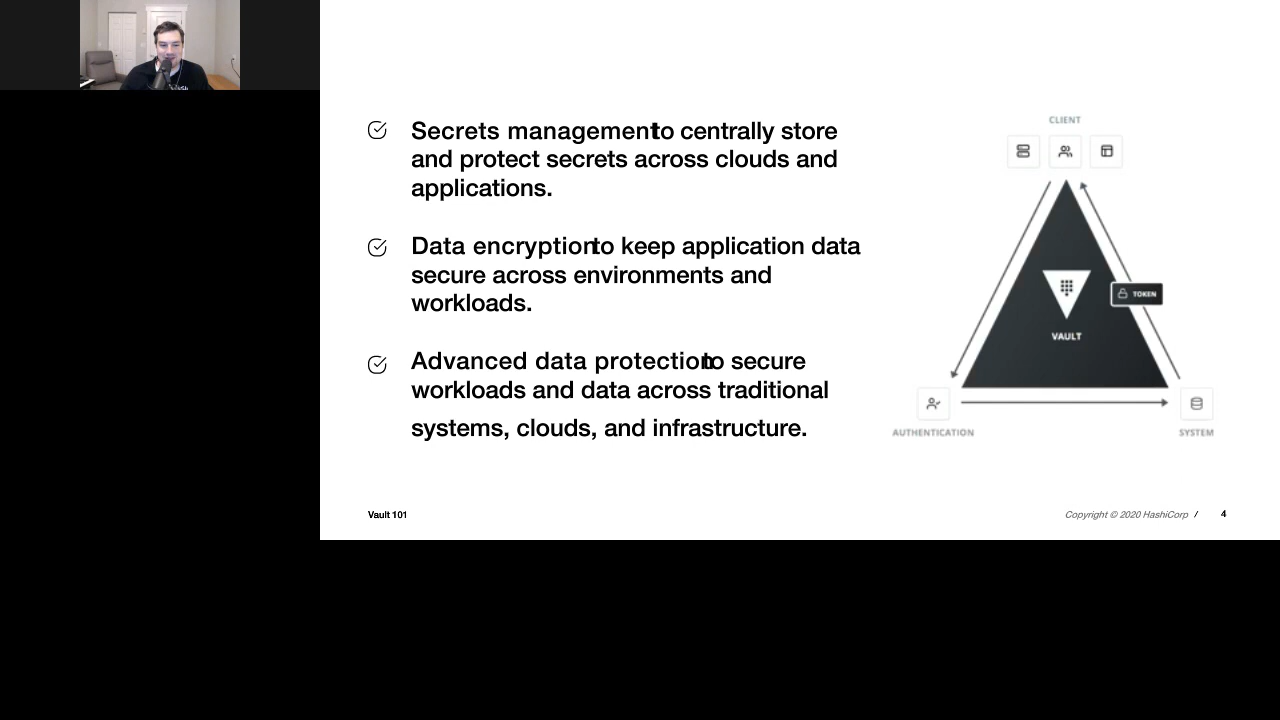 Secrets management to centrally store
and protect secrets across clouds and
applications.
Data encryption to keep application data
secure across environments and
workloads.
Advanced data protection to secure
workloads and data across traditional
systems, clouds, and infrastructure.
CLIENT
TOKEN
VAULT
AUTHENTICATION
SYSTEM
Vault 101
Copyright © 2020 HashiCorp / 4